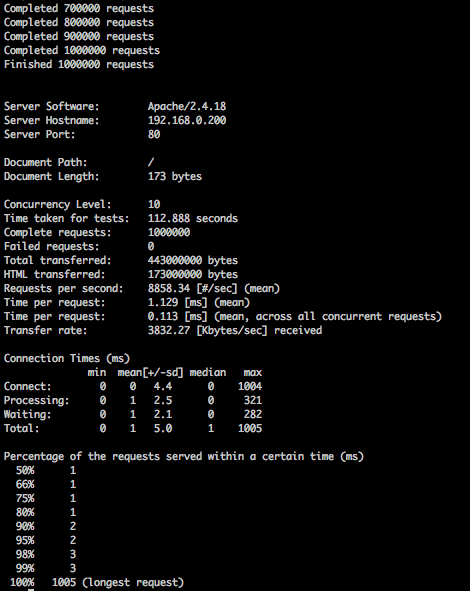 Completed 700000 requests
Completed 800000 requests
Completed 900000 requests
Completed 1000000 requests
Finished 1000000 requests
Server Software: Apache/2.4.18
Server Hostname: 192.168.0.200
Server Port: 80
Document Path: /
Document Length: 173 bytes
Concurrency Level: 10
Time taken for tests: 112.888 seconds
Complete requests: 1000000
Failed requests: 0
Total transferred: 443000000 bytes
HTML transferred: 173000000 bytes
Requests per second: 8858.34 [#/sec] (mean)
Time per request: 1.129 [ms] (mean)
Time per request: 0.113 [ms] (mean, across all concurrent requests)
Transfer rate: 3832.27 [Kbytes/sec] received
Connection Times (ms)
min mean[+/-sd] median max
Connect: 0 0 4.4 0 1004
Processing: 0 1 2.5 0 321
Waiting: 0 1 2.1 0 282
Total: 0 1 5.0 1 1005
Percentage of the requests served within a certain time (ms)
50% 1
66% 1
75% 1
80% 1
90% 2
95% 2
98% 3
99% 3
100% 1005 (longest request)